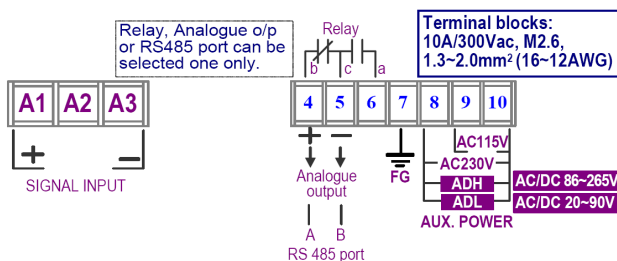 Relay, Analogue o/p
or RS485 port can be
selected one only.
Relay
b c a
Terminal blocks:
10A/300Vac, M2.6,
1.3~2.0mm² (16~12AWG)
A1 A2 A3
+ −
SIGNAL INPUT
4 5 6 7 8 9 10
+ −
Analogue
output
A B
RS 485 port
FG
AC115V
AC230V
ADH AC/DC 86~265V
ADL AC/DC 20~90V
AUX. POWER